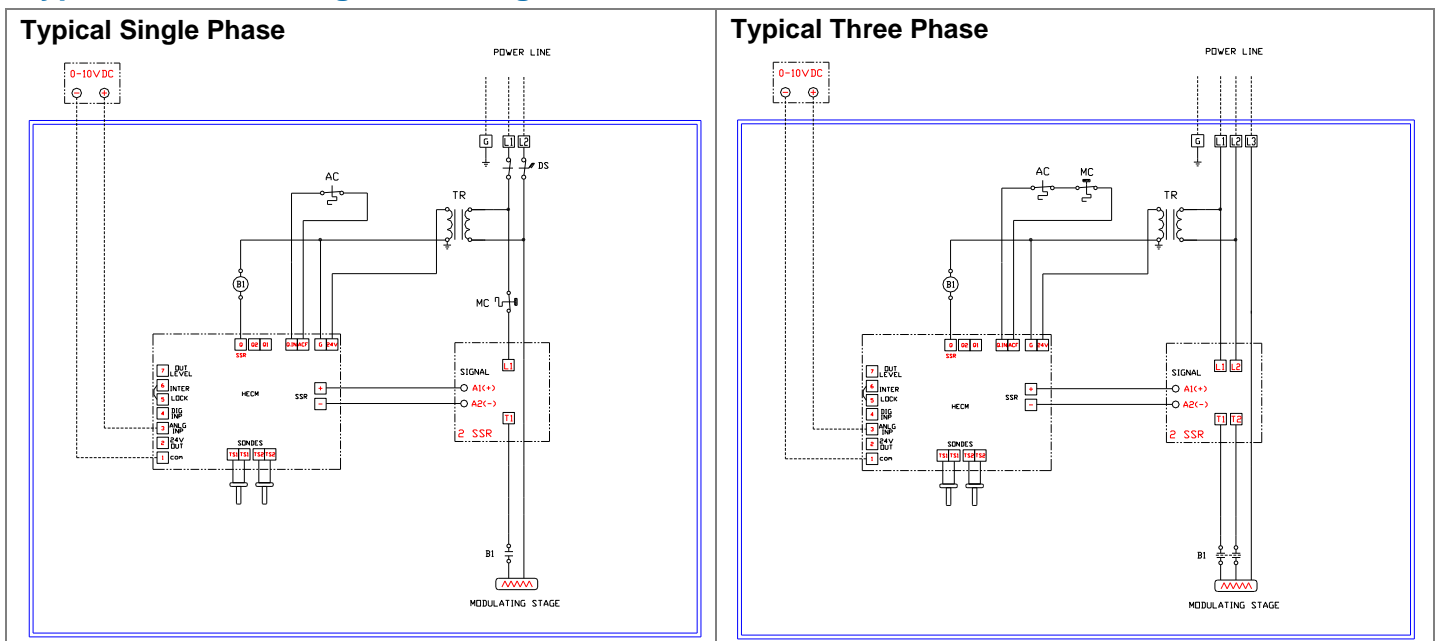 Typical Single Phase
POWER LINE
0-10VDC
- +
G L1 L2
DS
AC
TR
B1
MC
Q Q2 Q1 D.IN ACF G 24V
SSR
7 OUT LEVEL
6 INTER
5 LOCK
4 DIG INP
3 ANLG INP
2 24V OUT
1 COM
HECM
SSR
+
-
SONDES
TS1 TS1 TS2 TS2
L1
SIGNAL
A1(+)
A2(-)
T1
2 SSR
B1
MODULATING STAGE
Typical Three Phase
POWER LINE
0-10VDC
- +
G L1 L2 L3
AC MC
TR
B1
Q Q2 Q1 D.IN ACF G 24V
SSR
7 OUT LEVEL
6 INTER
5 LOCK
4 DIG INP
3 ANLG INP
2 24V OUT
1 COM
HECM
SSR
+
-
SONDES
TS1 TS1 TS2 TS2
L1 L2
SIGNAL
A1(+)
A2(-)
T1 T2
2 SSR
B1
MODULATING STAGE